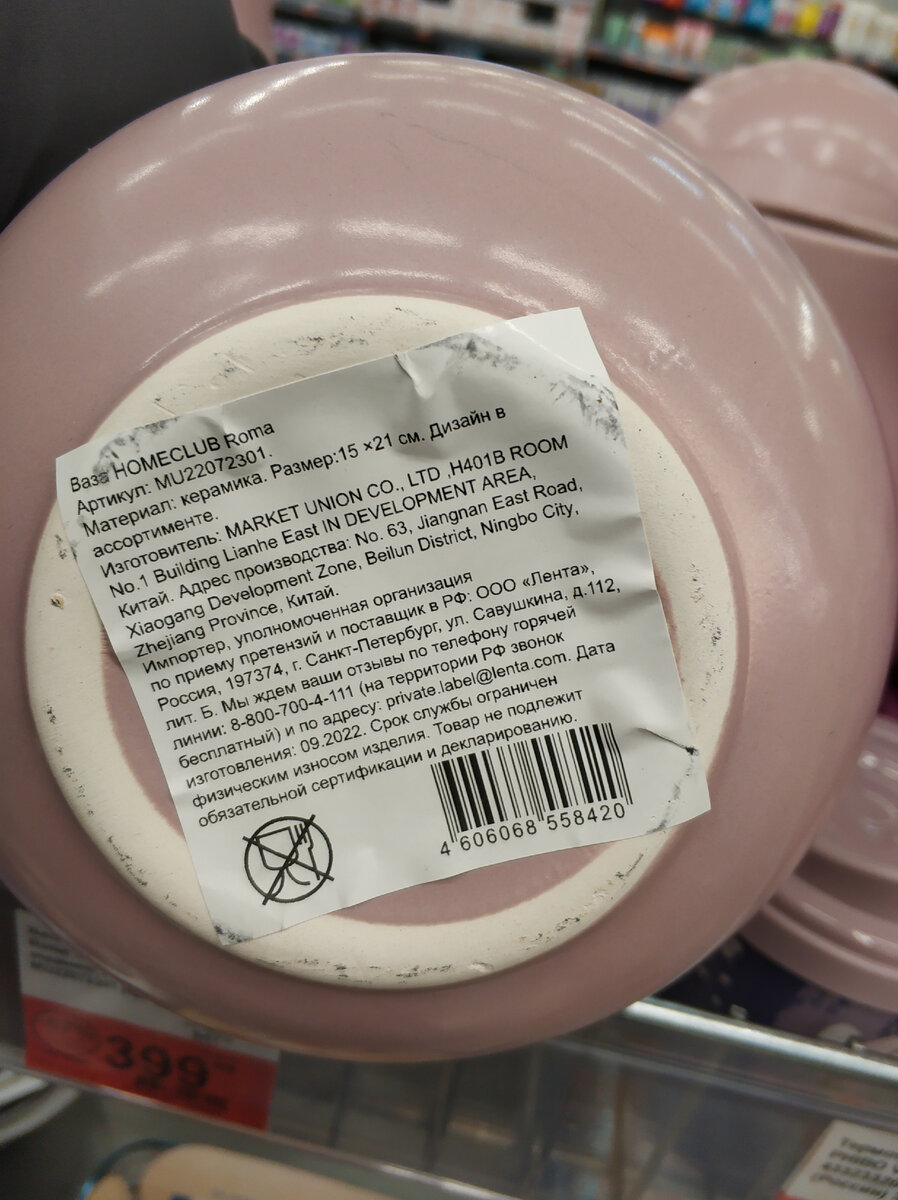 Ваза HOMECLUB Roma
Артикул: MU22072301.
Материал: керамика. Размер:15 ×21 см. Дизайн в
ассортименте.
Изготовитель: MARKET UNION CO., LTD ,H401B ROOM
No.1 Building Lianhe East IN DEVELOPMENT AREA,
Китай. Адрес производства: No. 63, Jiangnan East Road,
Xiaogang Development Zone, Beilun District, Ningbo City,
Zhejiang Province, Китай.
Импортер, уполномоченная организация
по приему претензий и поставщик в РФ: ООО «Лента»,
Россия, 197374, г. Санкт-Петербург, ул. Савушкина, д.112,
лит. Б. Мы ждем ваши отзывы по телефону горячей
линии: 8-800-700-4-111 (на территории РФ звонок
бесплатный) и по адресу: private.label@lenta.com. Дата
изготовления: 09.2022. Срок службы ограничен
физическим износом изделия. Товар не подлежит
обязательной сертификации и декларированию.
4 606068 558420
399